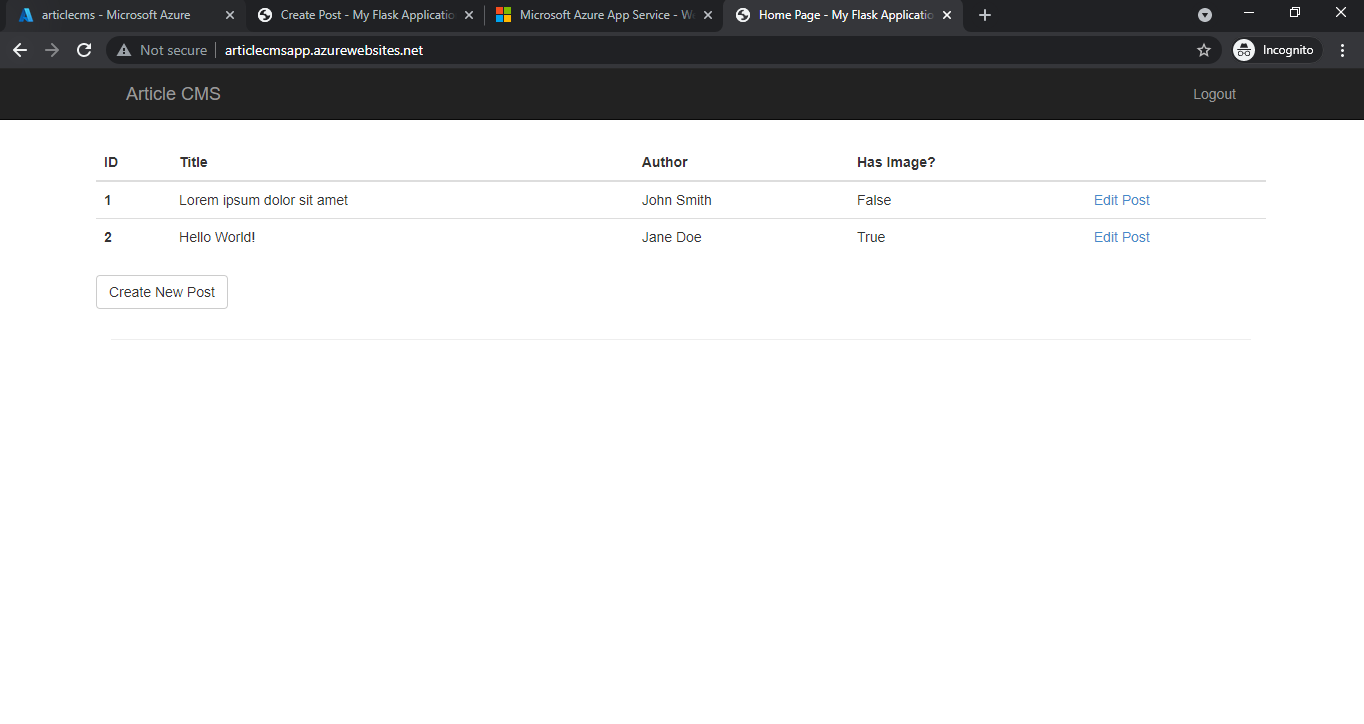 articlecms - Microsoft Azure
Create Post - My Flask Applicatio
Microsoft Azure App Service - We
Home Page - My Flask Applicatio
Not secure articlecmsapp.azurewebsites.net
Incognito
Article CMS Logout
ID Title Author Has Image?
1 Lorem ipsum dolor sit amet John Smith False Edit Post
2 Hello World! Jane Doe True Edit Post
Create New Post